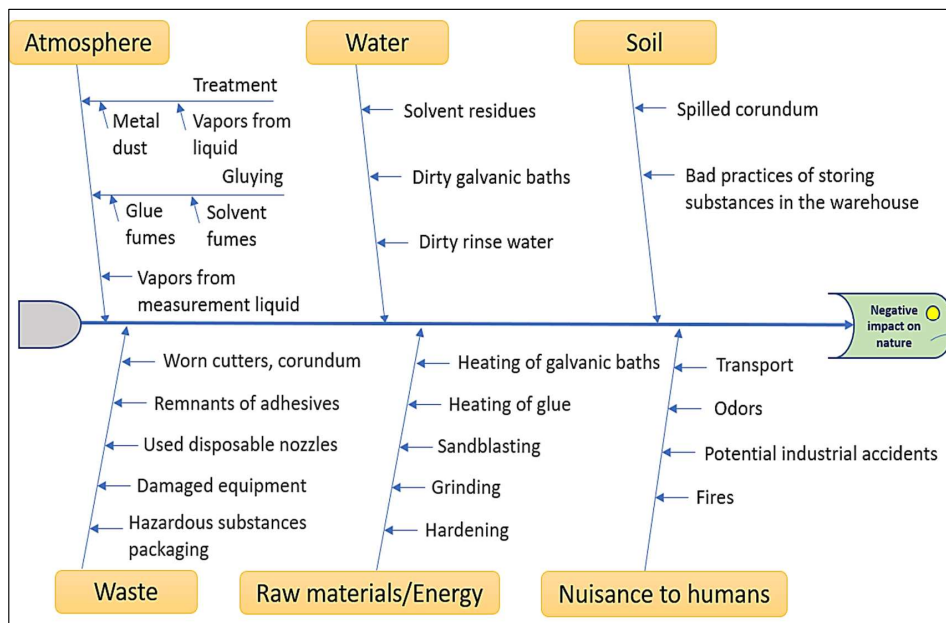 Atmosphere
Water
Soil
Treatment
Metal
dust
Vapors from
liquid
Gluying
Glue
fumes
Solvent
fumes
Vapors from
measurement liquid
Solvent residues
Dirty galvanic baths
Dirty rinse water
Spilled corundum
Bad practices of storing
substances in the warehouse
Negative
impact on
nature
Worn cutters, corundum
Remnants of adhesives
Used disposable nozzles
Damaged equipment
Hazardous substances
packaging
Heating of galvanic baths
Heating of glue
Sandblasting
Grinding
Hardening
Transport
Odors
Potential industrial accidents
Fires
Waste
Raw materials/Energy
Nuisance to humans